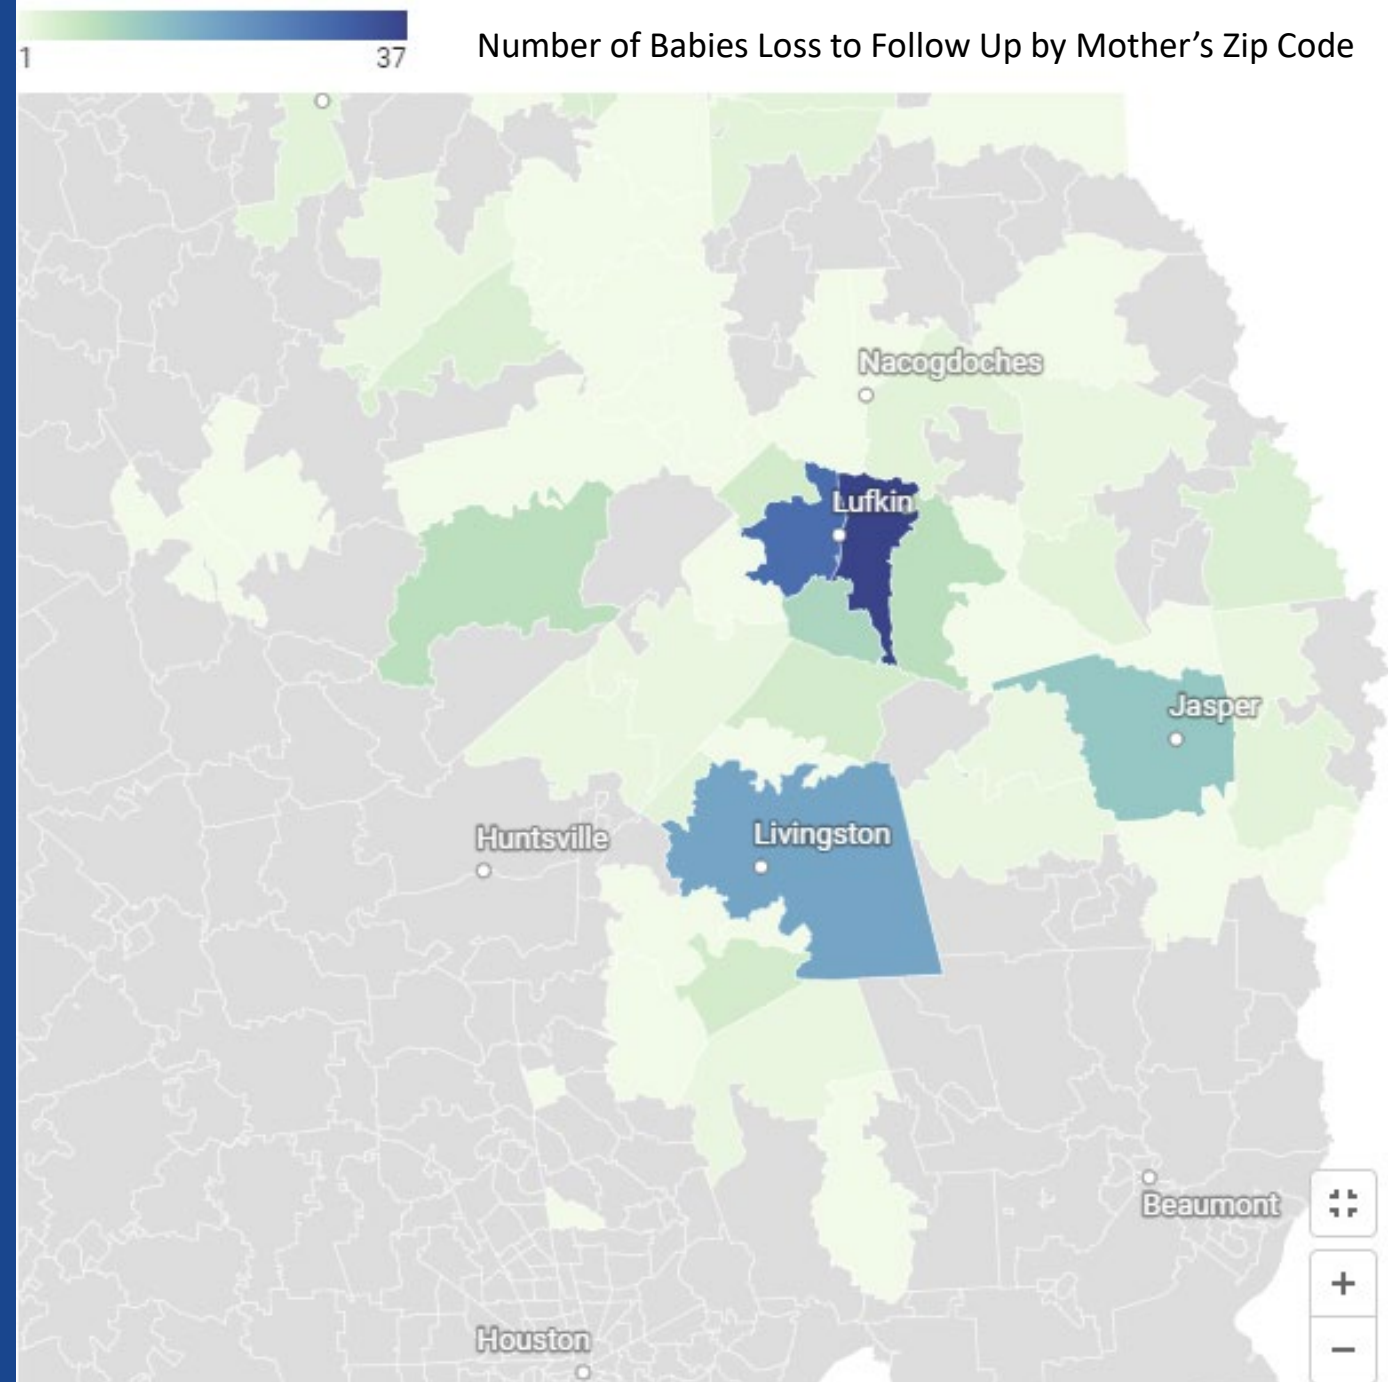 1
37
Number of Babies Loss to Follow Up by Mother’s Zip Code
Nacogdoches
Lufkin
Jasper
Livingston
Huntsville
Beaumont
+
−
Houston